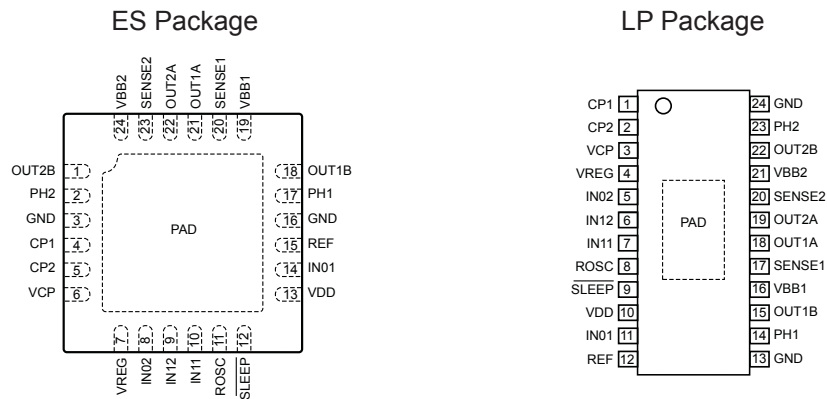 ES Package
VBB2
SENSE2
OUT2A
OUT1A
SENSE1
VBB1
24
23
22
21
20
19
OUT2B 1
PH2 2
GND 3
CP1 4
CP2 5
VCP 6
PAD
18 OUT1B
17 PH1
16 GND
15 REF
14 IN01
13 VDD
7
8
9
10
11
12
VREG
IN02
IN12
IN11
ROSC
SLEEP
LP Package
CP1 1
CP2 2
VCP 3
VREG 4
IN02 5
IN12 6
IN11 7
ROSC 8
SLEEP 9
VDD 10
IN01 11
REF 12
PAD
24 GND
23 PH2
22 OUT2B
21 VBB2
20 SENSE2
19 OUT2A
18 OUT1A
17 SENSE1
16 VBB1
15 OUT1B
14 PH1
13 GND